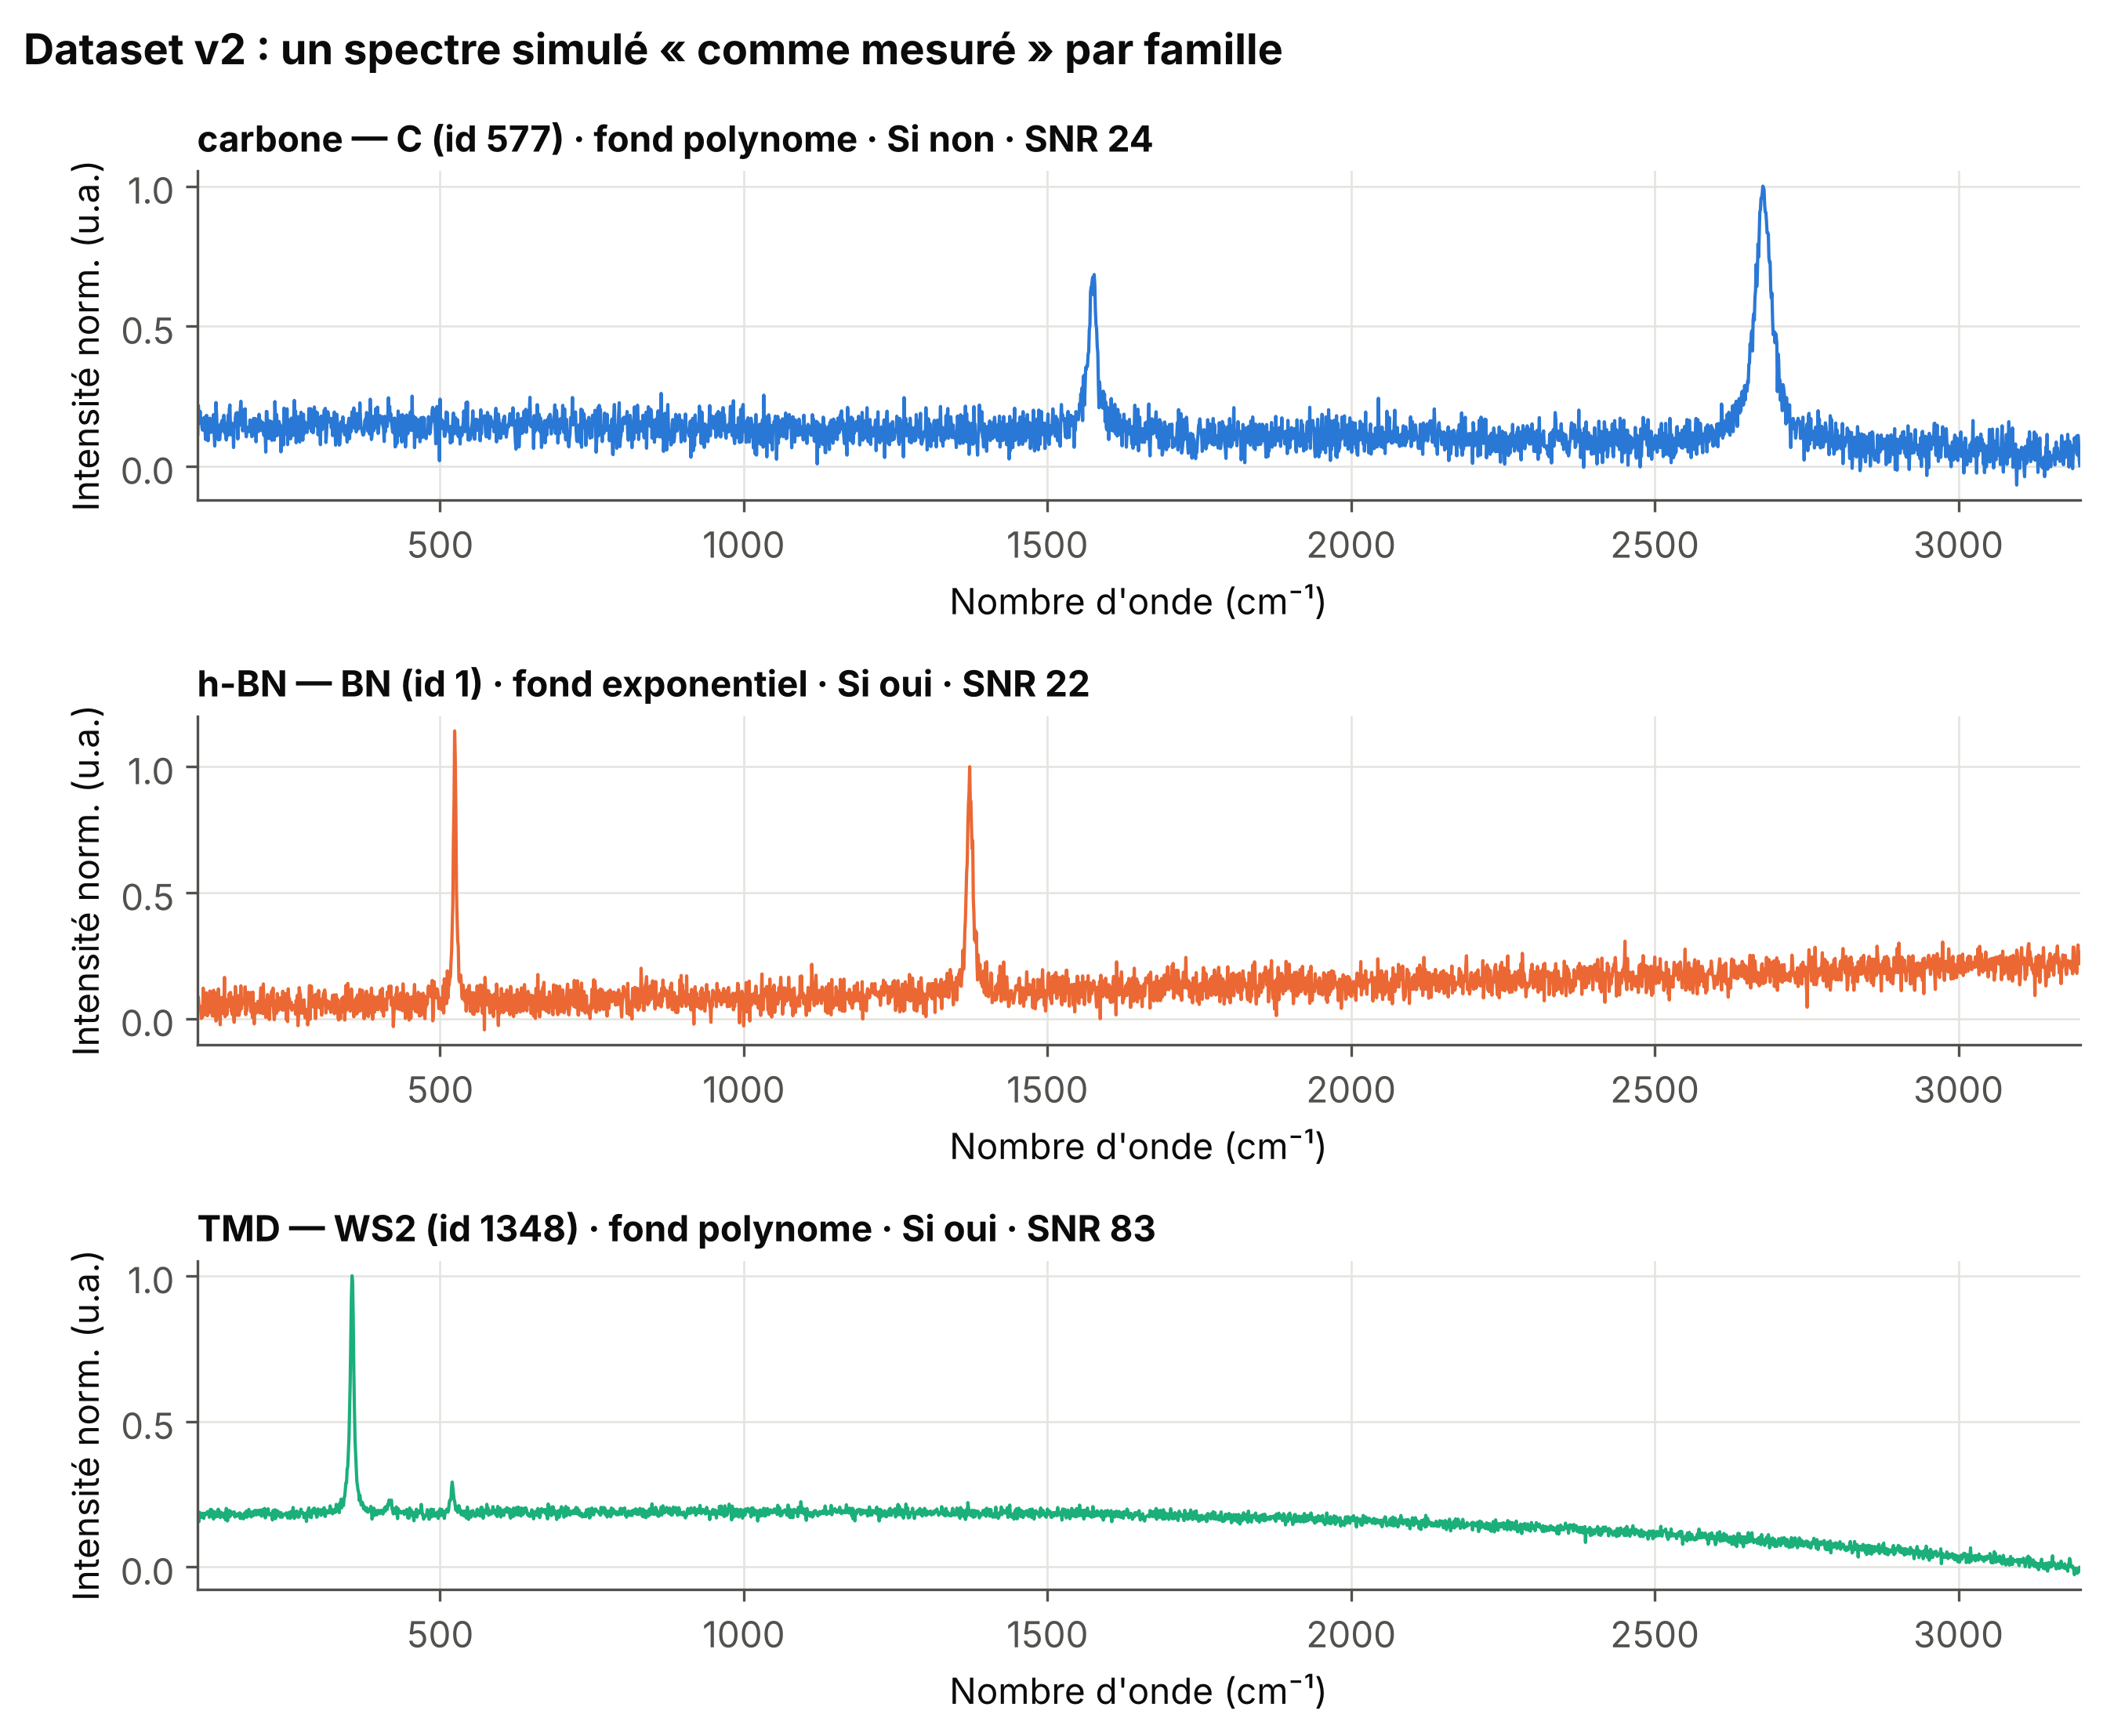 Dataset v2 : un spectre simulé « comme mesuré » par famille
carbone — C (id 577) · fond polynome · Si non · SNR 24
Intensité norm. (u.a.)
1.0
0.5
0.0
500 1000 1500 2000 2500 3000
Nombre d'onde (cm⁻¹)
h-BN — BN (id 1) · fond exponentiel · Si oui · SNR 22
Intensité norm. (u.a.)
1.0
0.5
0.0
500 1000 1500 2000 2500 3000
Nombre d'onde (cm⁻¹)
TMD — WS2 (id 1348) · fond polynome · Si oui · SNR 83
Intensité norm. (u.a.)
1.0
0.5
0.0
500 1000 1500 2000 2500 3000
Nombre d'onde (cm⁻¹)